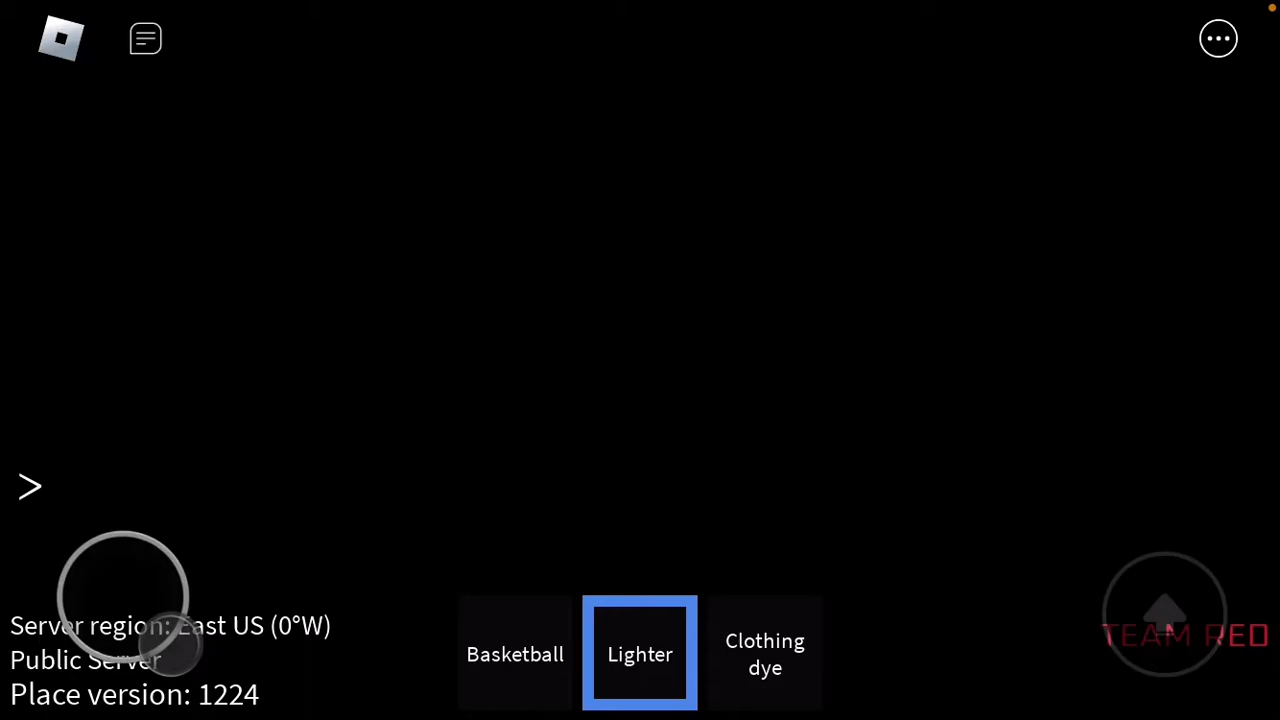 >
Server region: East US (0°W)
Public Server
Place version: 1224
Basketball
Lighter
Clothing
dye
TEAM RED